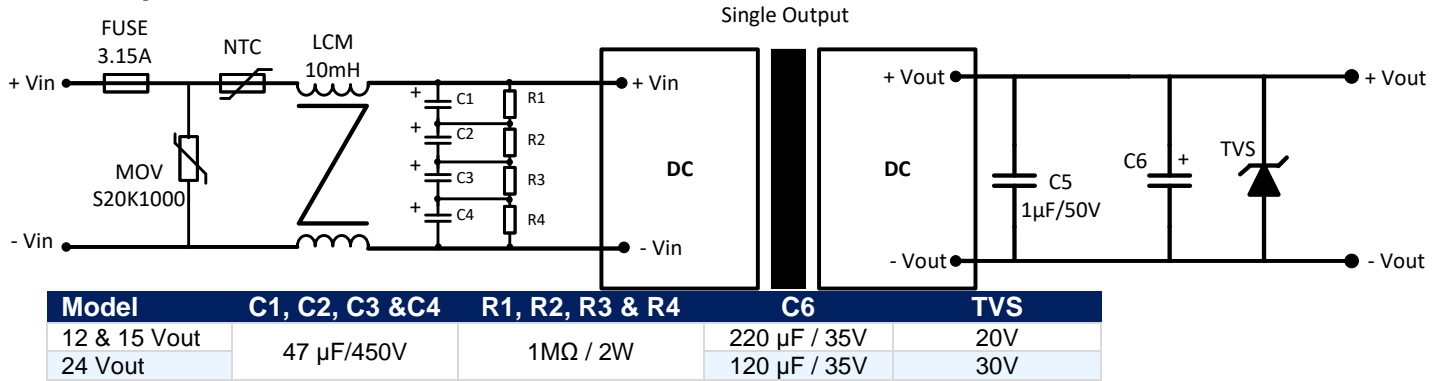 Single Output
FUSE
3.15A
NTC
LCM
10mH
+ Vin
+ Vin
+ Vout
+ Vout
+ C1
R1
+ C2
R2
MOV
S20K1000
+ C3
R3
DC
DC
C6 +
TVS
C5
1µF/50V
+ C4
R4
- Vin
- Vin
- Vout
- Vout
Model C1, C2, C3 &C4 R1, R2, R3 & R4 C6 TVS
12 & 15 Vout 47 µF/450V 1MΩ / 2W 220 µF / 35V 20V
24 Vout 120 µF / 35V 30V